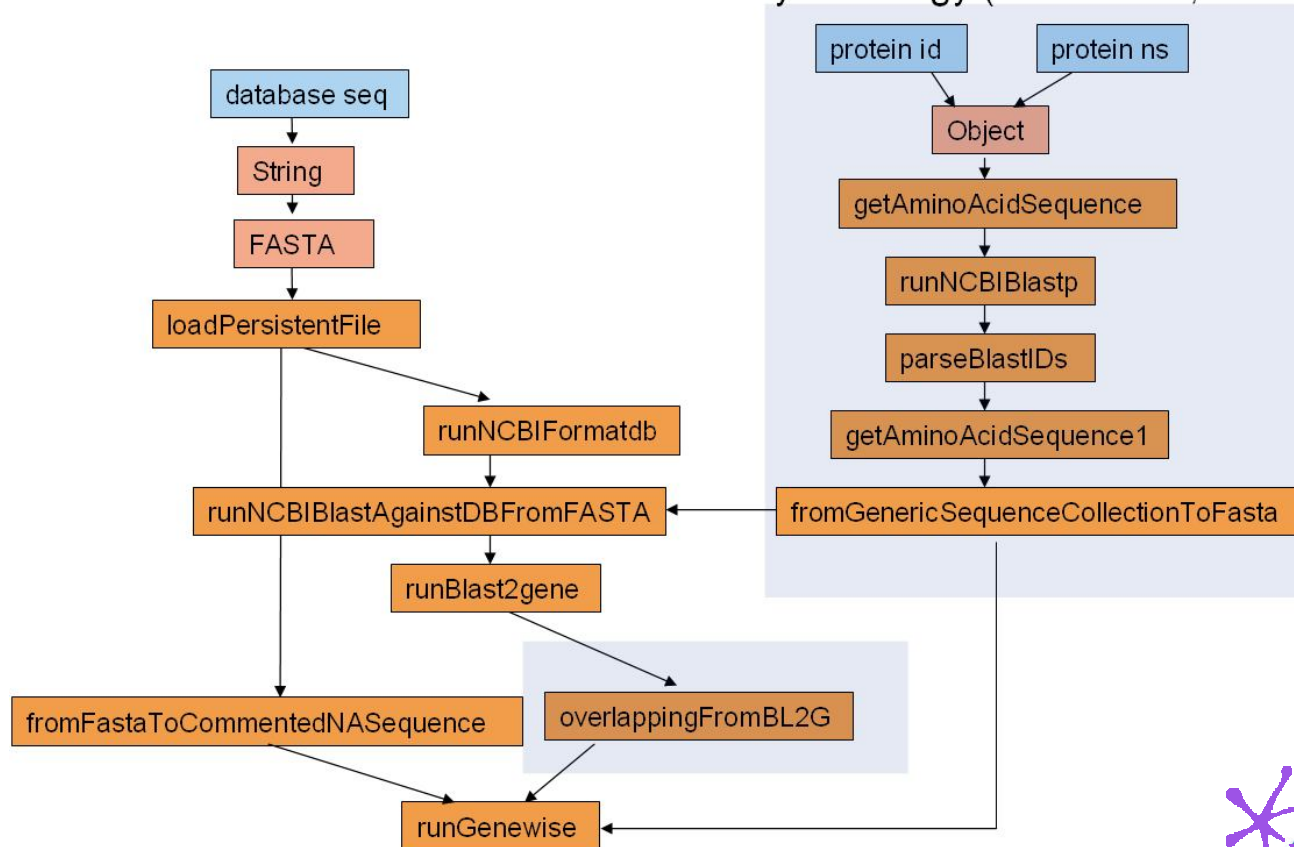 protein id
protein ns
database seq
Object
String
getAminoAcidSequence
FASTA
runNCBIBlastp
loadPersistentFile
parseBlastIDs
runNCBIFormatdb
getAminoAcidSequence1
runNCBIBlastAgainstDBFromFASTA
fromGenericSequenceCollectionToFasta
runBlast2gene
fromFastaToCommentedNASequence
overlappingFromBL2G
runGenewise